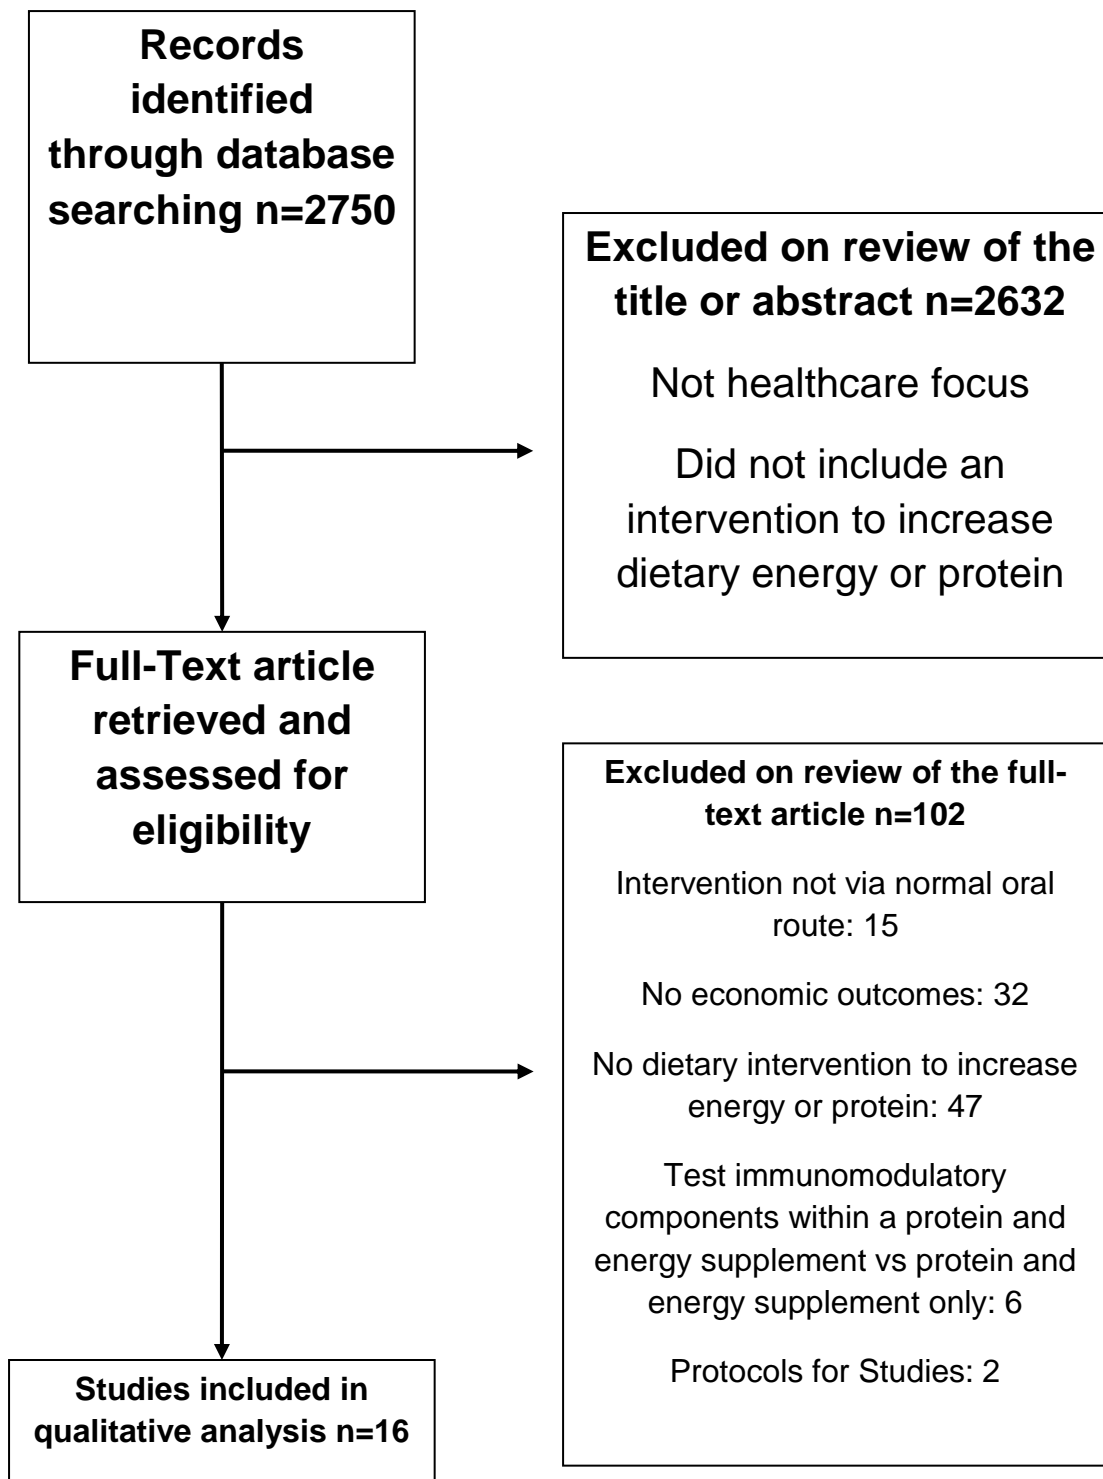 Records
identified
through database
searching n=2750
Excluded on review of the
title or abstract n=2632
Not healthcare focus
Did not include an
intervention to increase
dietary energy or protein
Full-Text article
retrieved and
assessed for
eligibility
Excluded on review of the full-
text article n=102
Intervention not via normal oral
route: 15
No economic outcomes: 32
No dietary intervention to increase
energy or protein: 47
Test immunomodulatory
components within a protein and
energy supplement vs protein and
energy supplement only: 6
Protocols for Studies: 2
Studies included in
qualitative analysis n=16